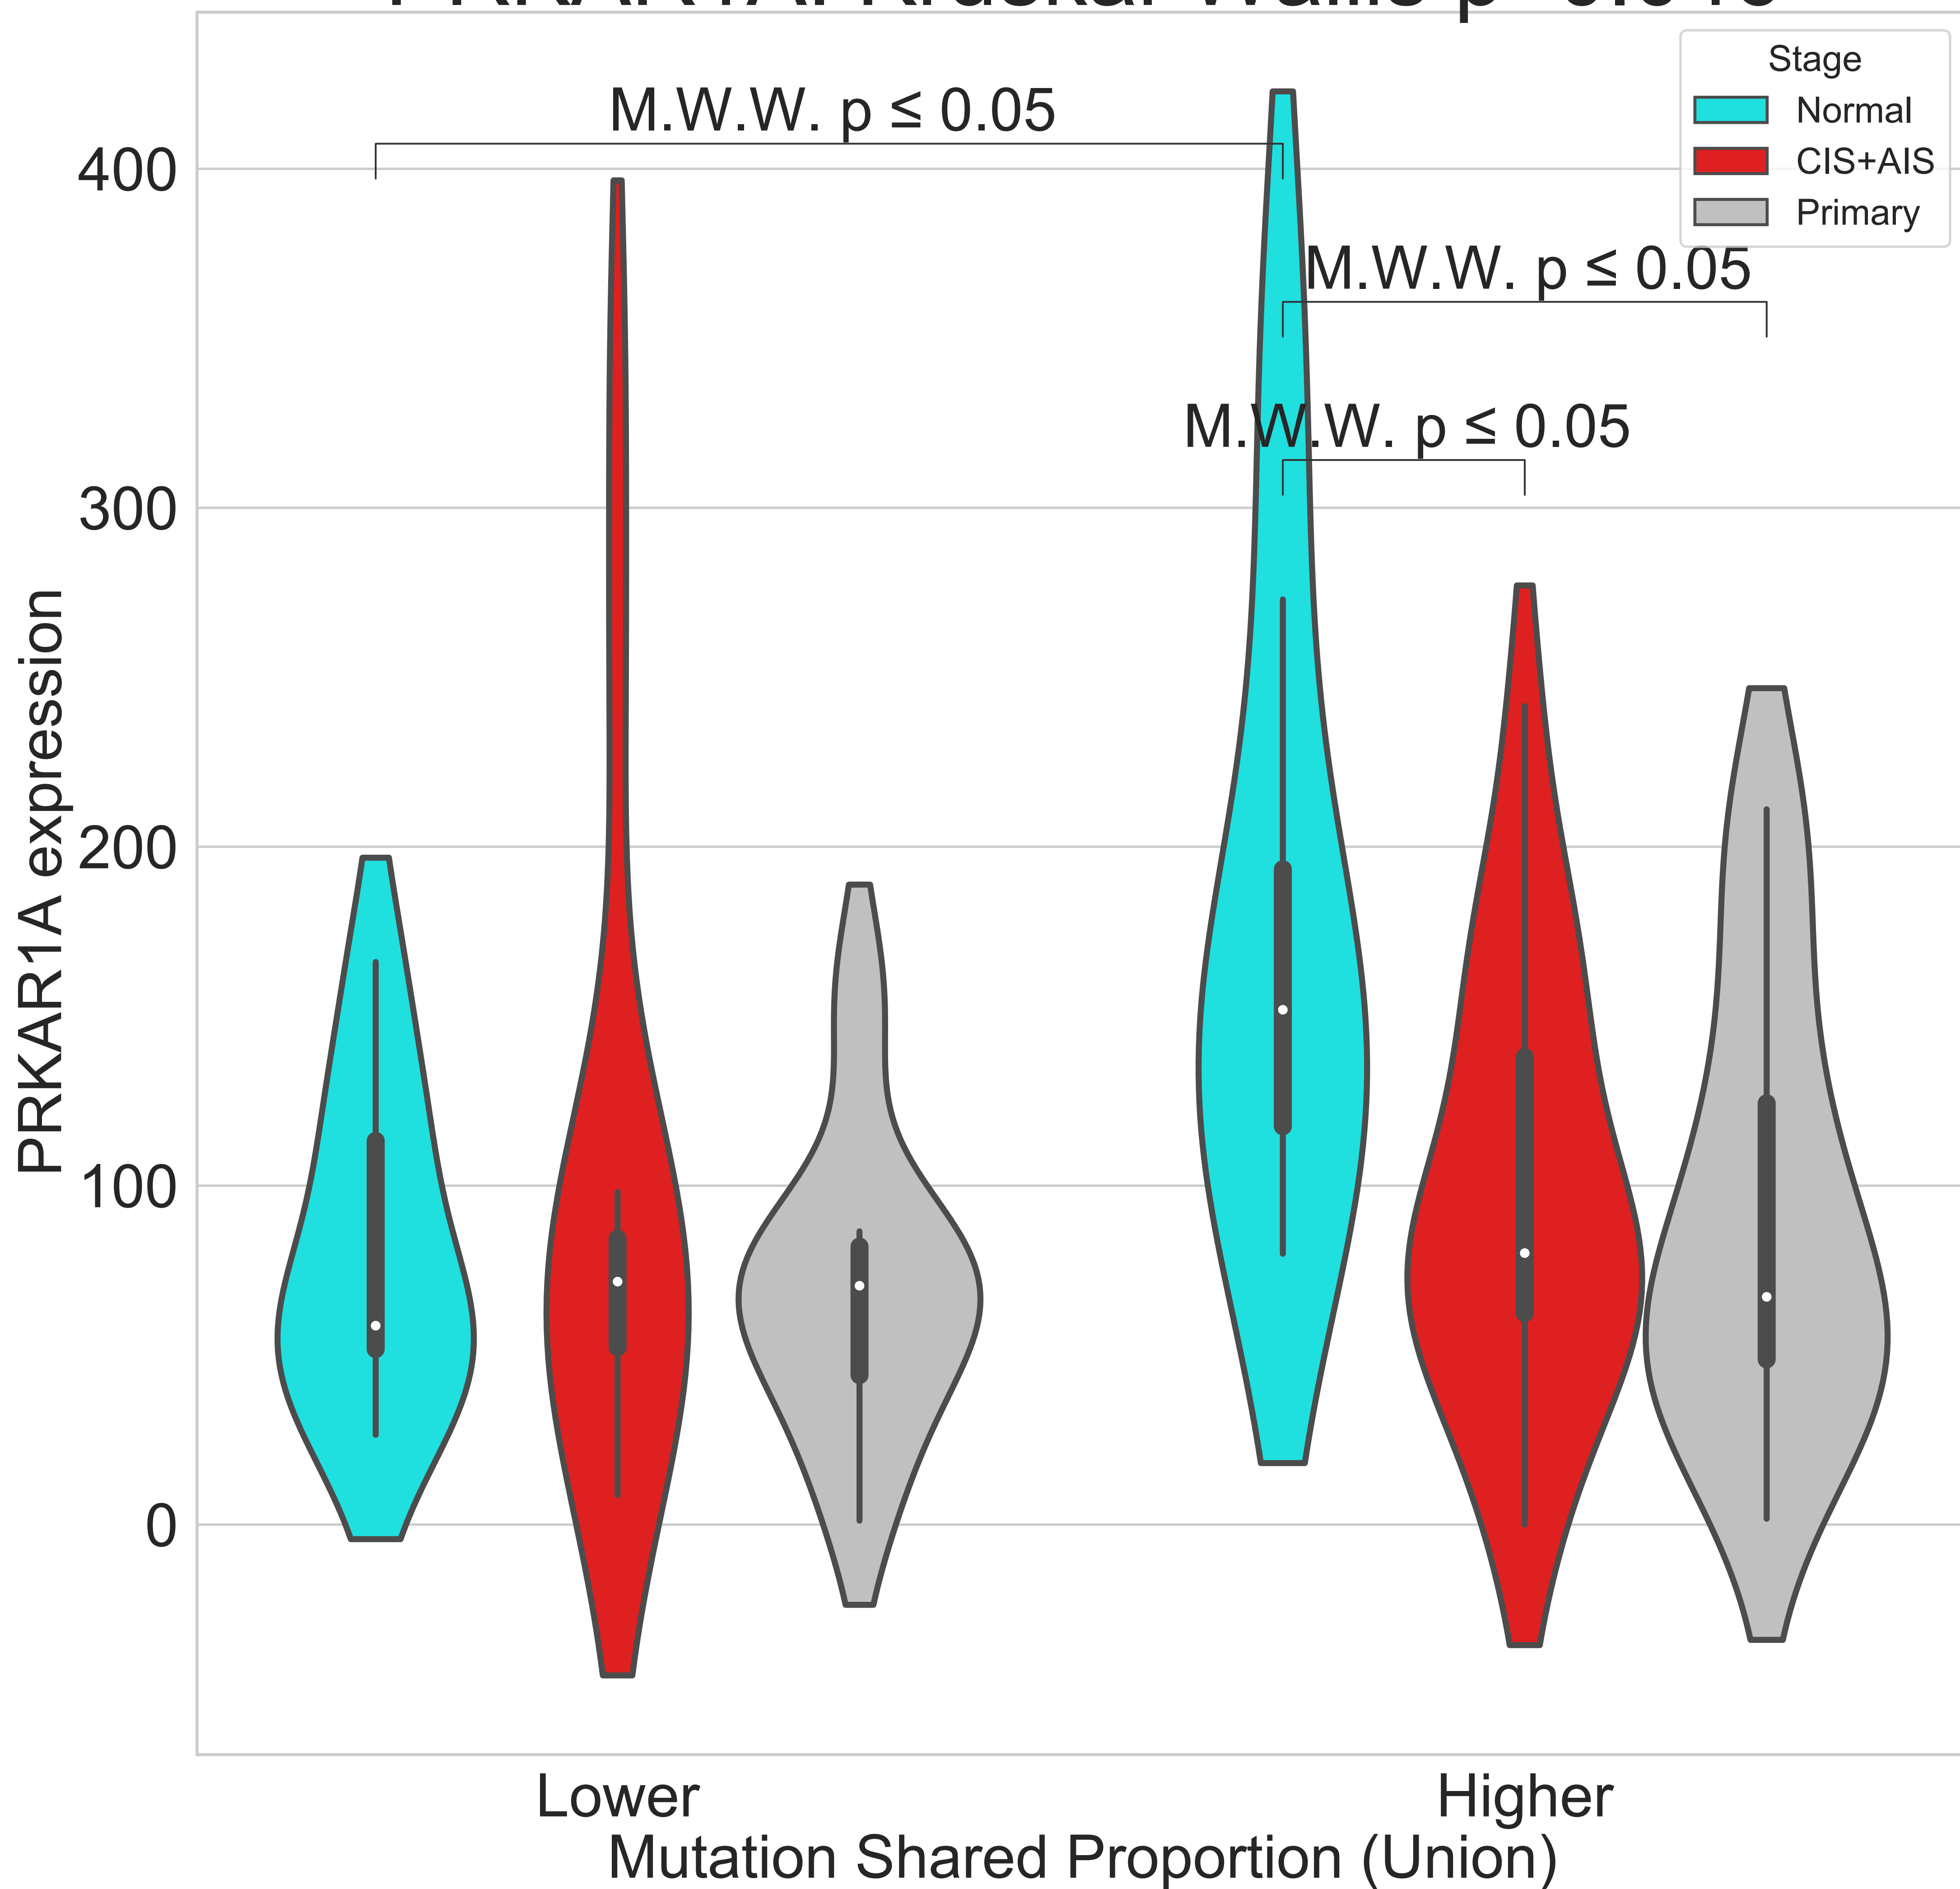 Stage
Normal
CIS+AIS
Primary
M.W.W. p ≤ 0.05
M.W.W. p ≤ 0.05
M.W.W. p ≤ 0.05
400
300
200
100
0
PRKAR1A expression
Lower
Higher
Mutation Shared Proportion (Union)